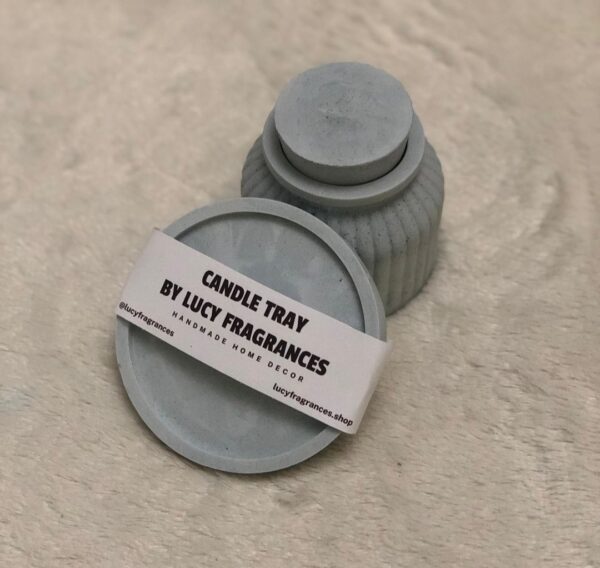 CANDLE TRAY
BY LUCY FRAGRANCES
HANDMADE HOME DECOR
@lucyfragrances
lucyfragrances.shop